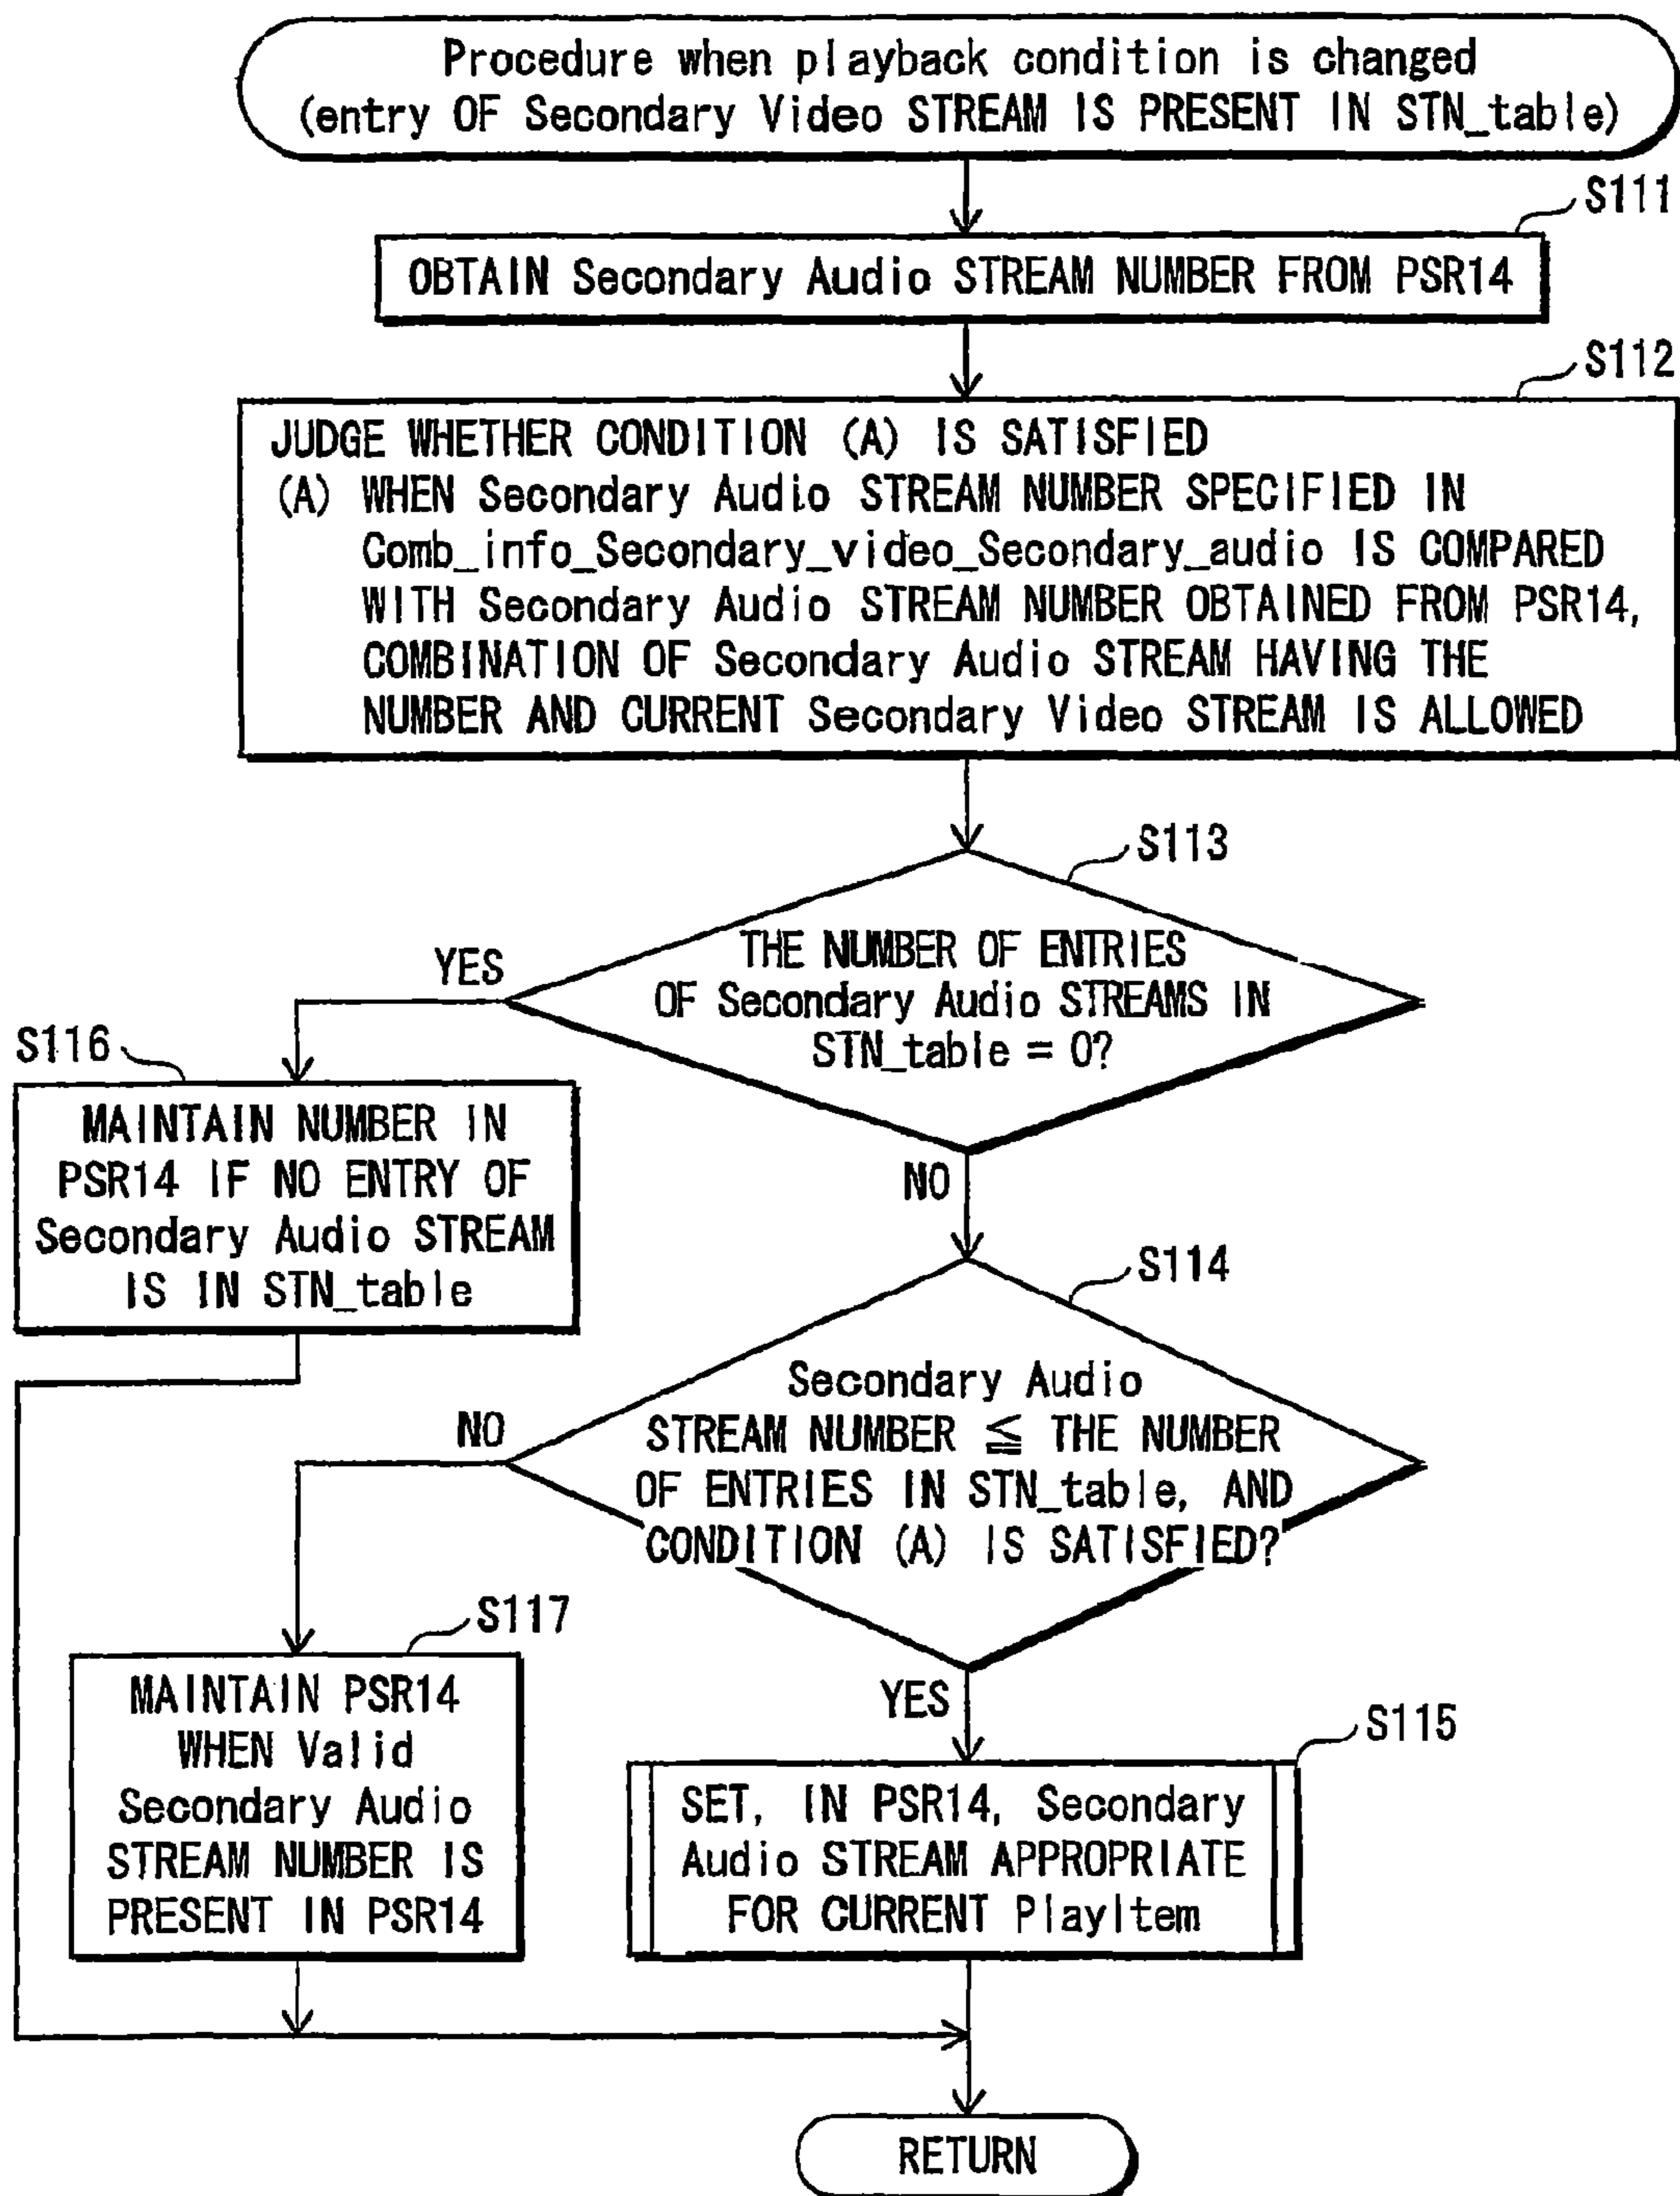 Procedure when playback condition is changed
(entry OF Secondary Video STREAM IS PRESENT IN STN_table)
S111
OBTAIN Secondary Audio STREAM NUMBER FROM PSR14
S112
JUDGE WHETHER CONDITION (A) IS SATISFIED
(A) WHEN Secondary Audio STREAM NUMBER SPECIFIED IN
Comb_info_Secondary_video_Secondary_audio IS COMPARED
WITH Secondary Audio STREAM NUMBER OBTAINED FROM PSR14,
COMBINATION OF Secondary Audio STREAM HAVING THE
NUMBER AND CURRENT Secondary Video STREAM IS ALLOWED
S113
THE NUMBER OF ENTRIES
OF Secondary Audio STREAMS IN
STN_table = 0?
YES
S116
MAINTAIN NUMBER IN
PSR14 IF NO ENTRY OF
Secondary Audio STREAM
IS IN STN_table
NO
S114
Secondary Audio
STREAM NUMBER ≦ THE NUMBER
OF ENTRIES IN STN_table, AND
CONDITION (A) IS SATISFIED?
NO
S117
MAINTAIN PSR14
WHEN Valid
Secondary Audio
STREAM NUMBER IS
PRESENT IN PSR14
YES
S115
SET, IN PSR14, Secondary
Audio STREAM APPROPRIATE
FOR CURRENT PlayItem
RETURN